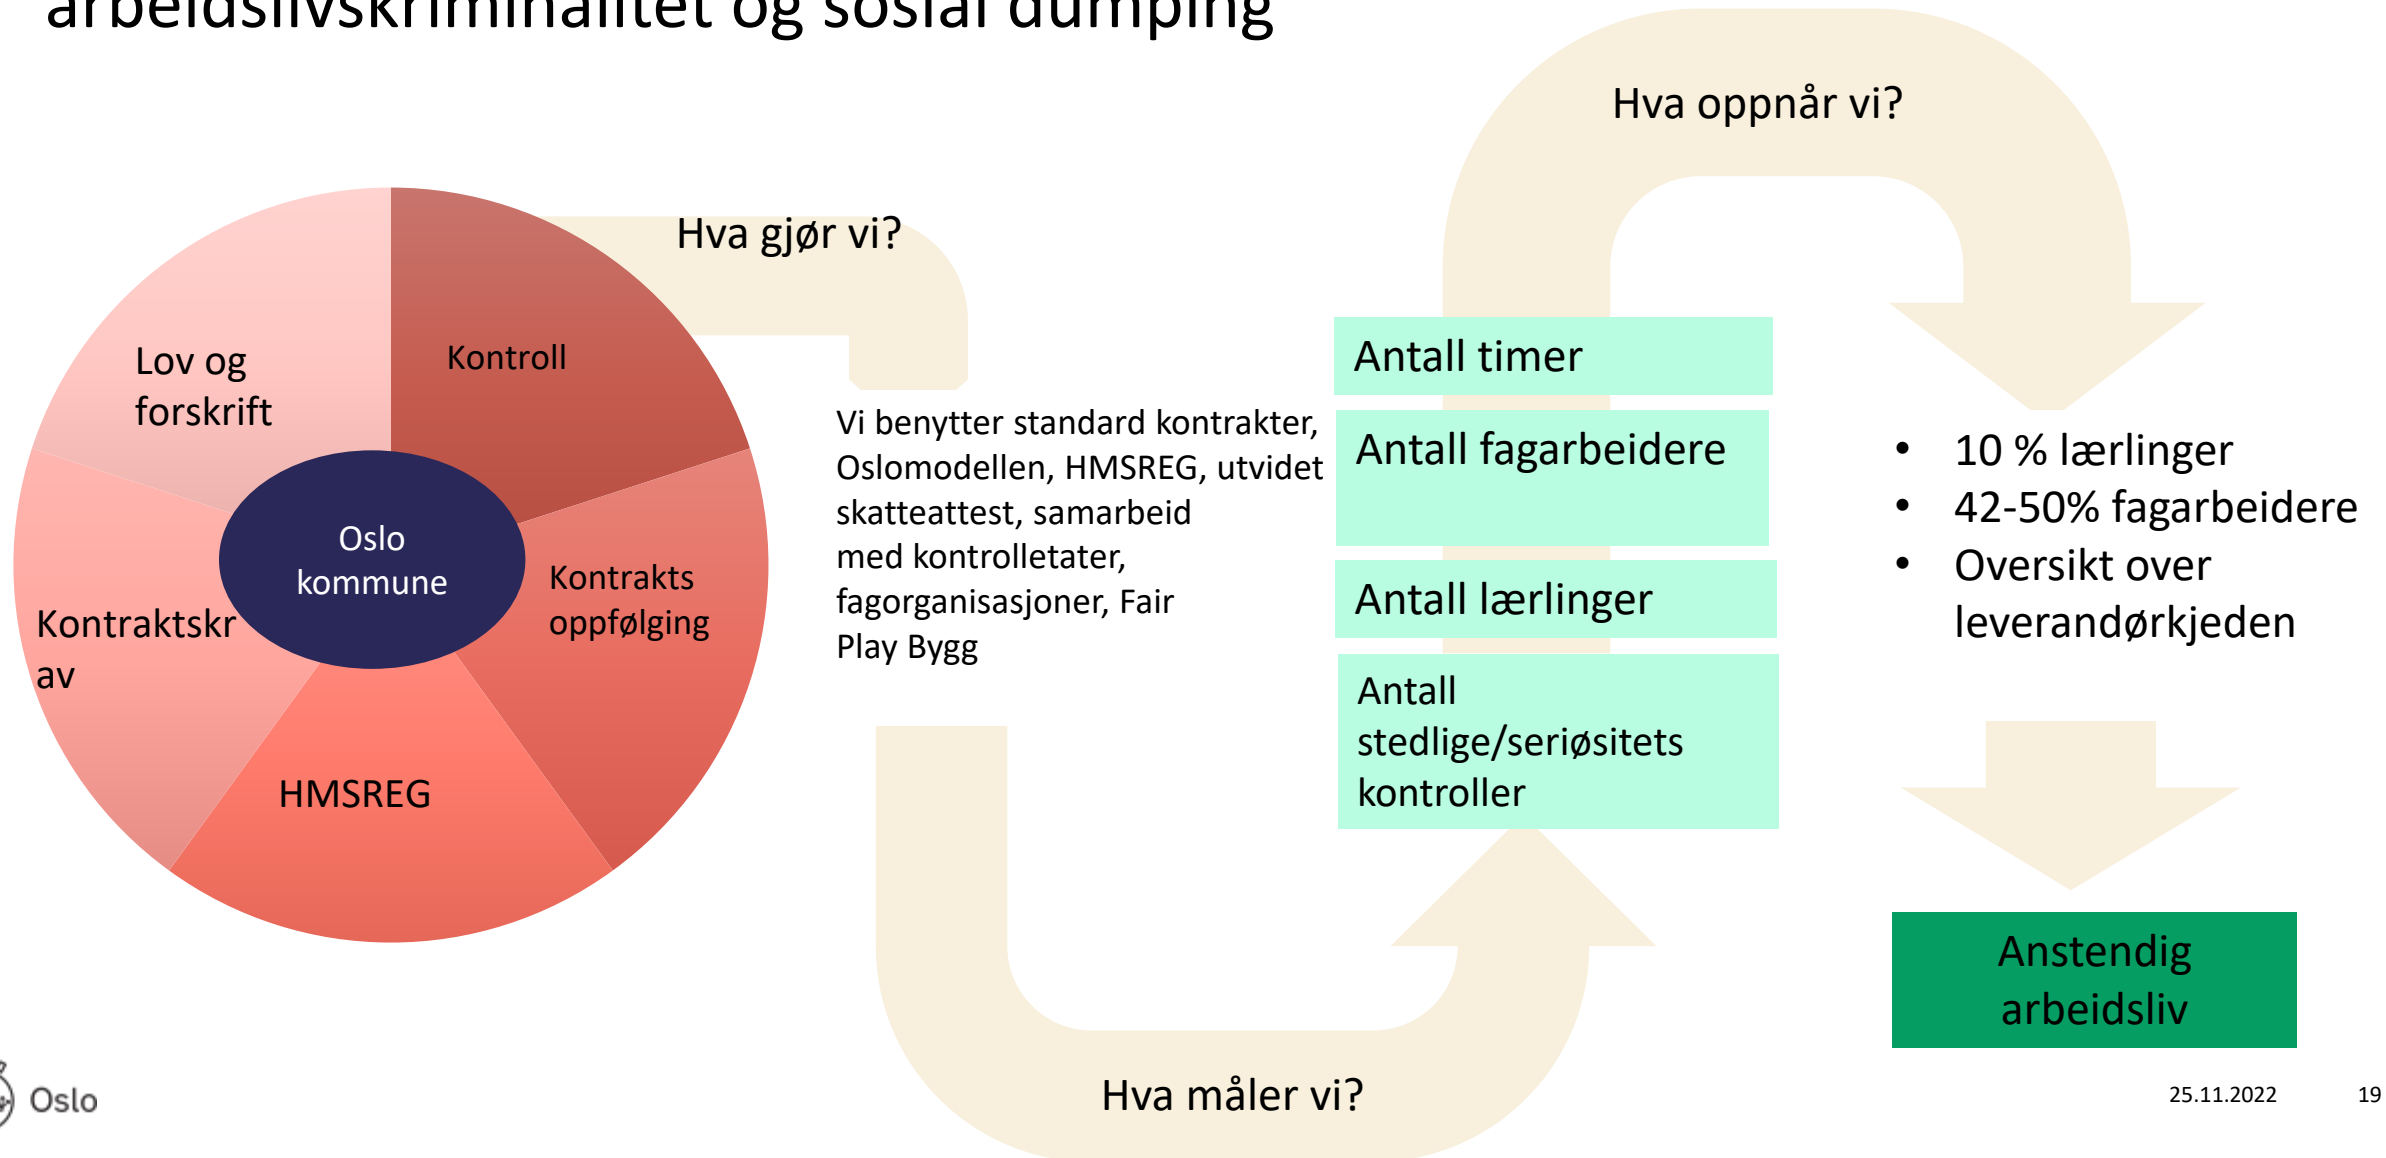 arbeidslivskriminalitet og sosial dumping
Hva oppnår vi?
Hva gjør vi?
Lov og
forskrift
Kontroll
Oslo
kommune
Kontrakts
oppfølging
Kontraktskr
av
HMSREG
Vi benytter standard kontrakter,
Oslomodellen, HMSREG, utvidet
skatteattest, samarbeid
med kontrolletater,
fagorganisasjoner, Fair
Play Bygg
Antall timer
Antall fagarbeidere
Antall lærlinger
Antall
stedlige/seriøsitets
kontroller
• 10 % lærlinger
• 42-50% fagarbeidere
• Oversikt over
leverandørkjeden
Anstendig
arbeidsliv
Hva måler vi?
Oslo
25.11.2022
19